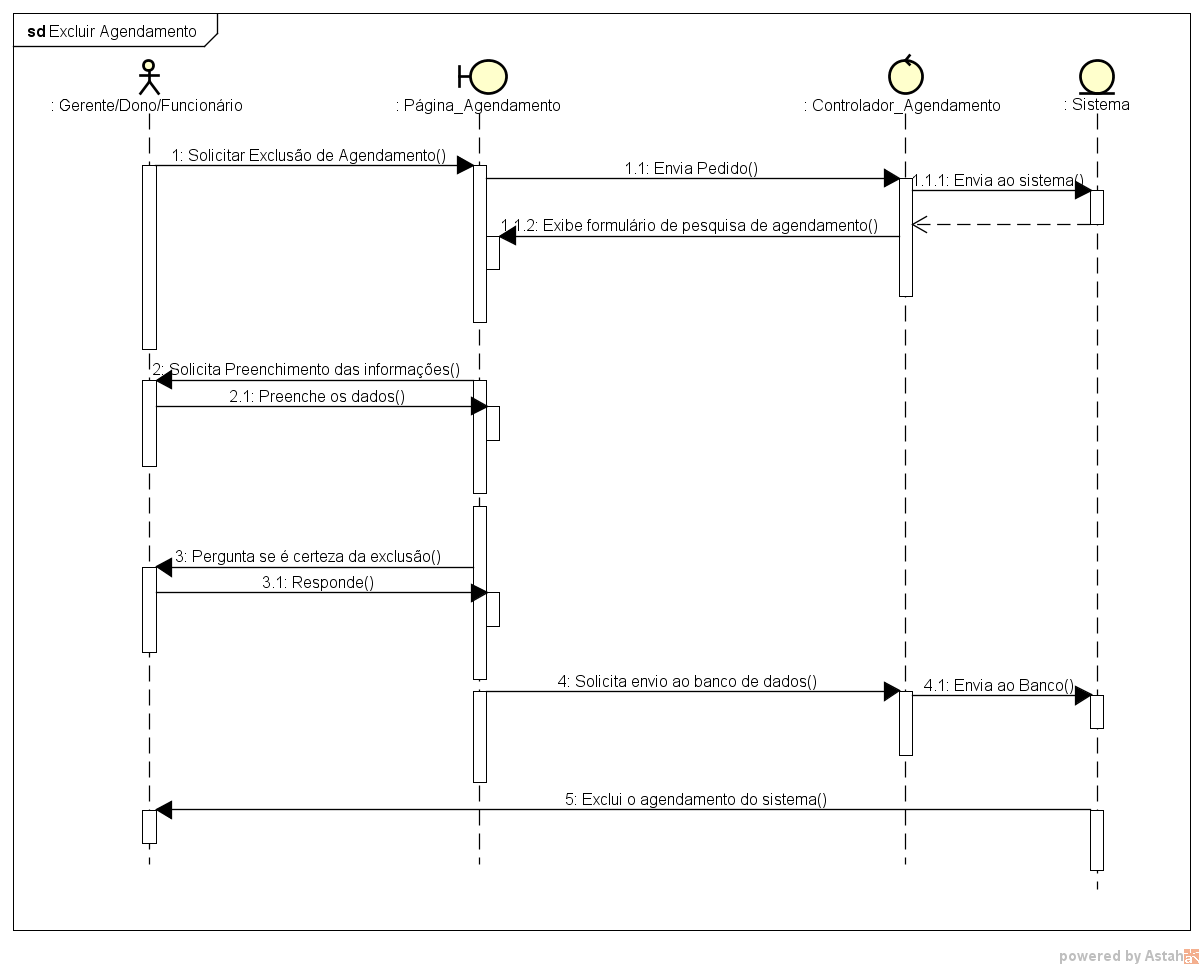 sd Excluir Agendamento
: Gerente/Dono/Funcionário
: Página_Agendamento
: Controlador_Agendamento
: Sistema
1: Solicitar Exclusão de Agendamento()
1.1: Envia Pedido()
1.1.1: Envia ao sistema()
1.1.2: Exibe formulário de pesquisa de agendamento()
2: Solicita Preenchimento das informações()
2.1: Preenche os dados()
3: Pergunta se é certeza da exclusão()
3.1: Responde()
4: Solicita envio ao banco de dados()
4.1: Envia ao Banco()
5: Exclui o agendamento do sistema()
powered by Astah